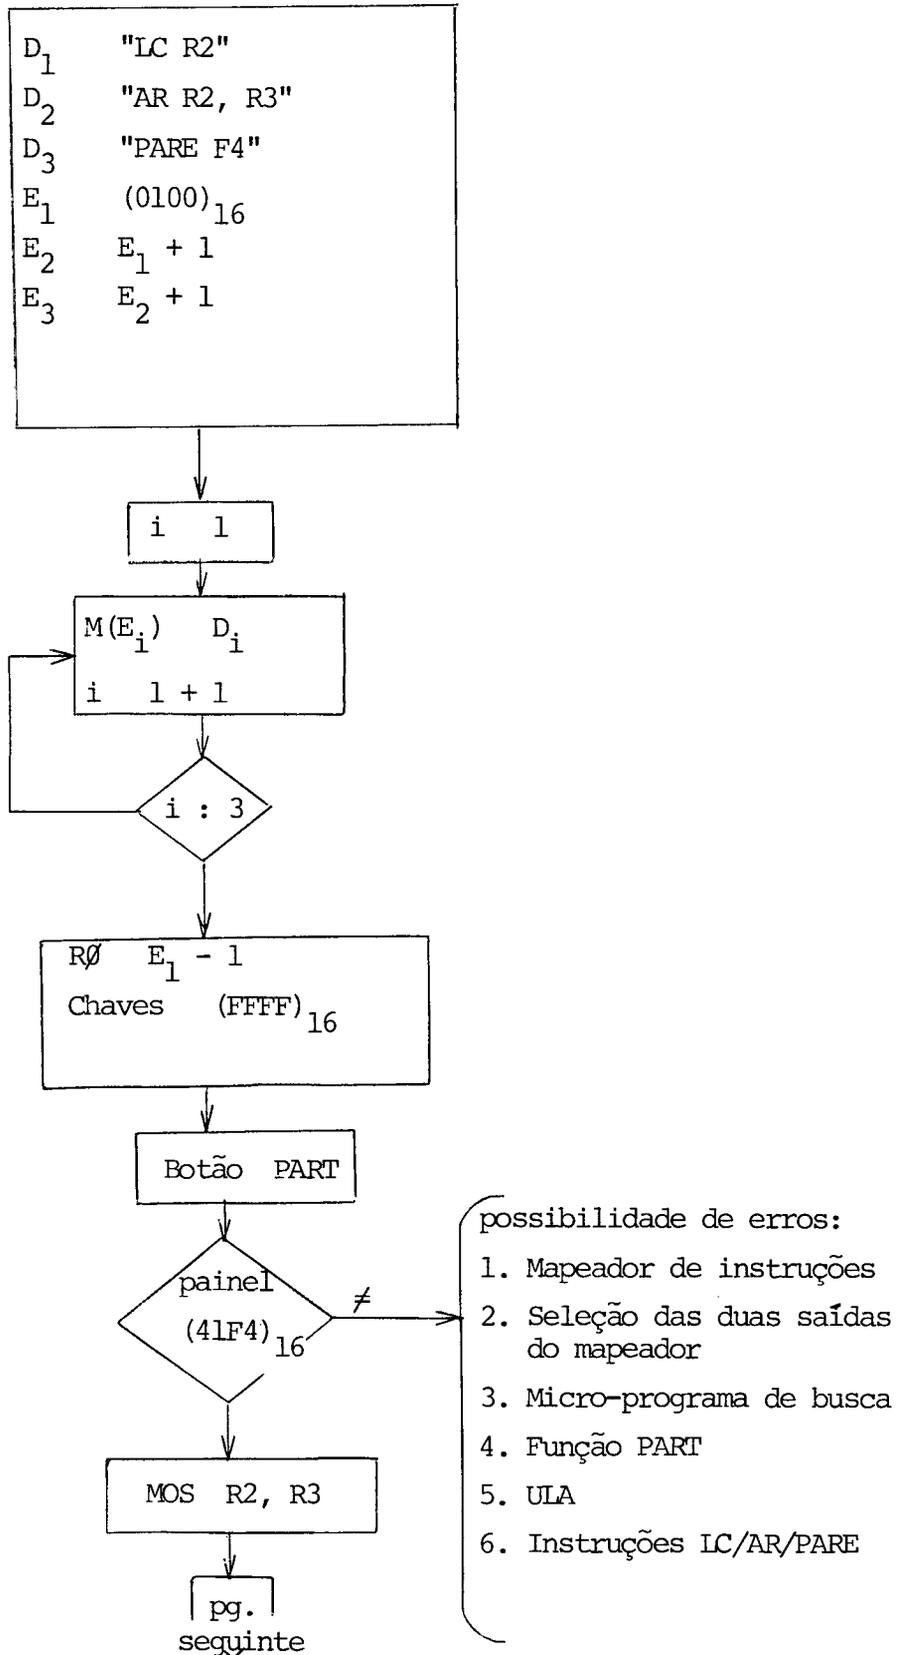 D1 "LC R2"
D2 "AR R2, R3"
D3 "PARE F4"
E1 (0100)16
E2 E1 + 1
E3 E2 + 1
i 1
M(Ei) Di
i 1 + 1
i : 3
RØ E1 - 1
Chaves (FFFF)16
Botão PART
painel
(41F4)16
≠
MOS R2, R3
pg.
seguinte
possibilidade de erros:
1. Mapeador de instruções
2. Seleção das duas saídas
do mapeador
3. Micro-programa de busca
4. Função PART
5. ULA
6. Instruções LC/AR/PARE